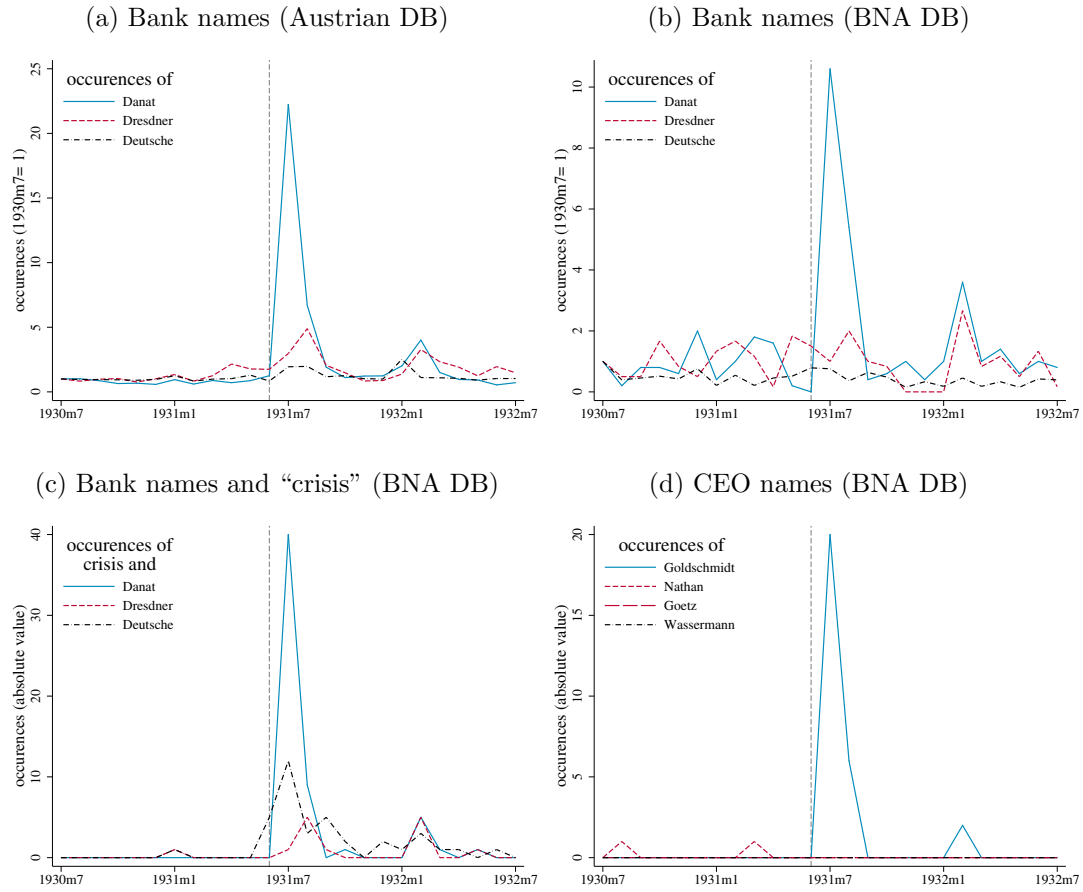 (a) Bank names (Austrian DB)
occurences (1930m7= 1)
25
20
15
10
5
0
occurences of
Danat
Dresdner
Deutsche
1930m7 1931m1 1931m7 1932m1 1932m7
(b) Bank names (BNA DB)
occurences (1930m7= 1)
10
8
6
4
2
0
occurences of
Danat
Dresdner
Deutsche
1930m7 1931m1 1931m7 1932m1 1932m7
(c) Bank names and “crisis” (BNA DB)
occurences (absolute value)
40
30
20
10
0
occurences of
crisis and
Danat
Dresdner
Deutsche
1930m7 1931m1 1931m7 1932m1 1932m7
(d) CEO names (BNA DB)
occurences (absolute value)
20
15
10
5
0
occurences of
Goldschmidt
Nathan
Goetz
Wassermann
1930m7 1931m1 1931m7 1932m1 1932m7